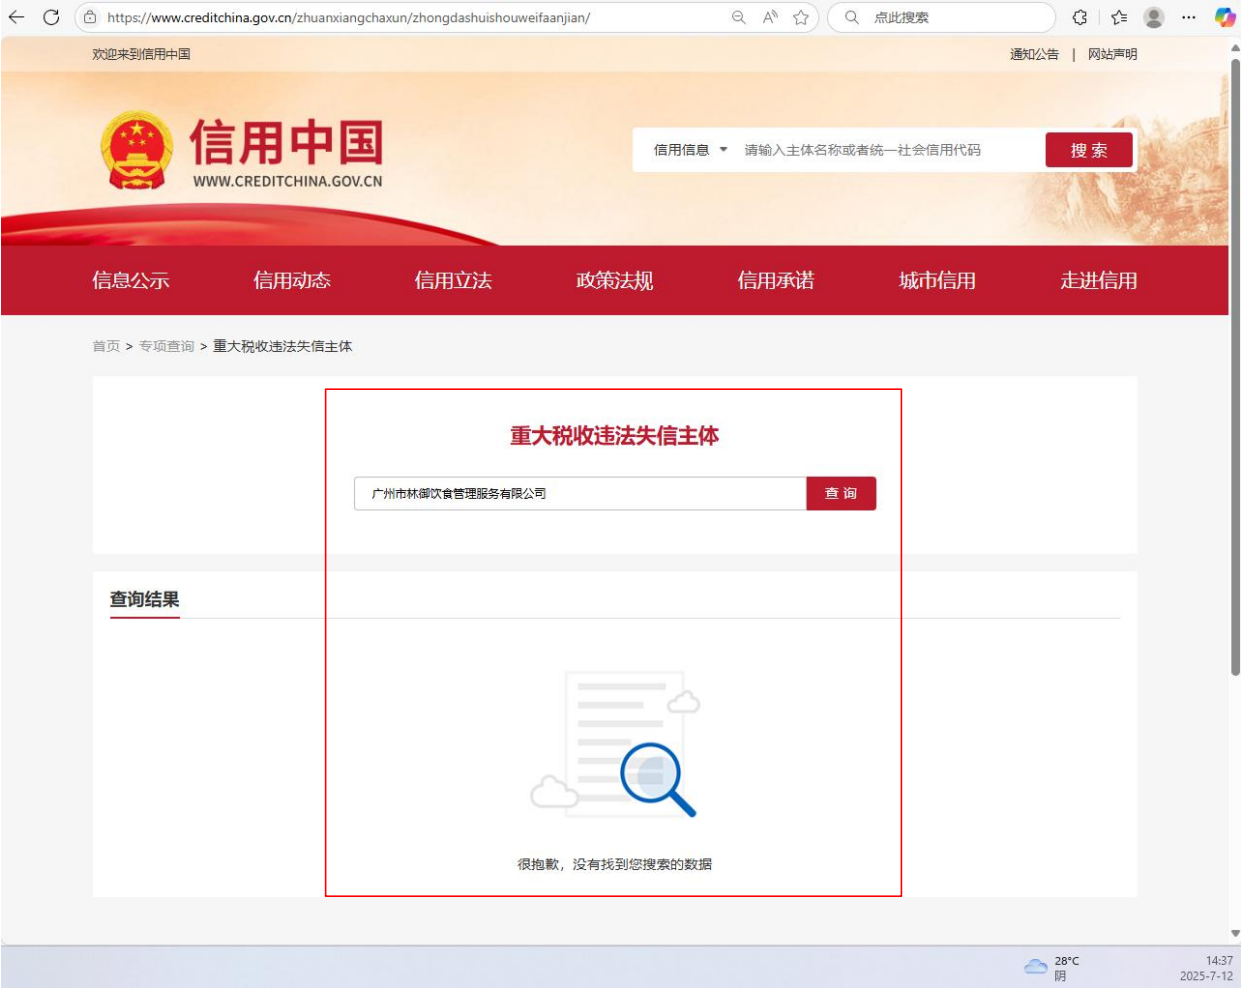 https://www.creditchina.gov.cn/zhuanxiangchaxun/zhongdashuishouweifaanjian/
点此搜索
欢迎来到信用中国
通知公告 | 网站声明
信用中国
WWW.CREDITCHINA.GOV.CN
信用信息 请输入主体名称或者统一社会信用代码 搜索
信息公示 信用动态 信用立法 政策法规 信用承诺 城市信用 走进信用
首页 > 专项查询 > 重大税收违法失信主体
重大税收违法失信主体
广州市林御饮食管理服务有限公司 查询
查询结果
很抱歉，没有找到您搜索的数据
28°C
阴
14:37
2025-7-12